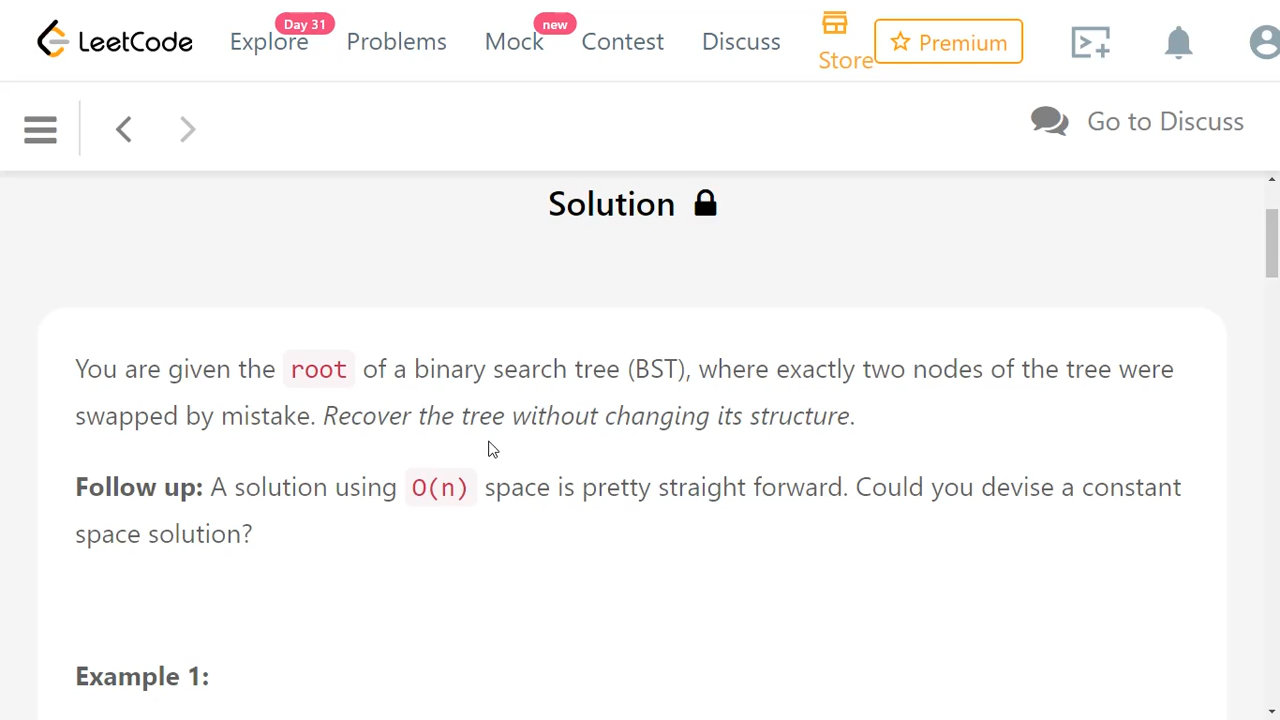 LeetCode
Day 31
Explore
Problems
new
Mock
Contest
Discuss
Store
Premium
Go to Discuss
Solution
You are given the root of a binary search tree (BST), where exactly two nodes of the tree were
swapped by mistake. Recover the tree without changing its structure.
Follow up: A solution using O(n) space is pretty straight forward. Could you devise a constant
space solution?
Example 1: